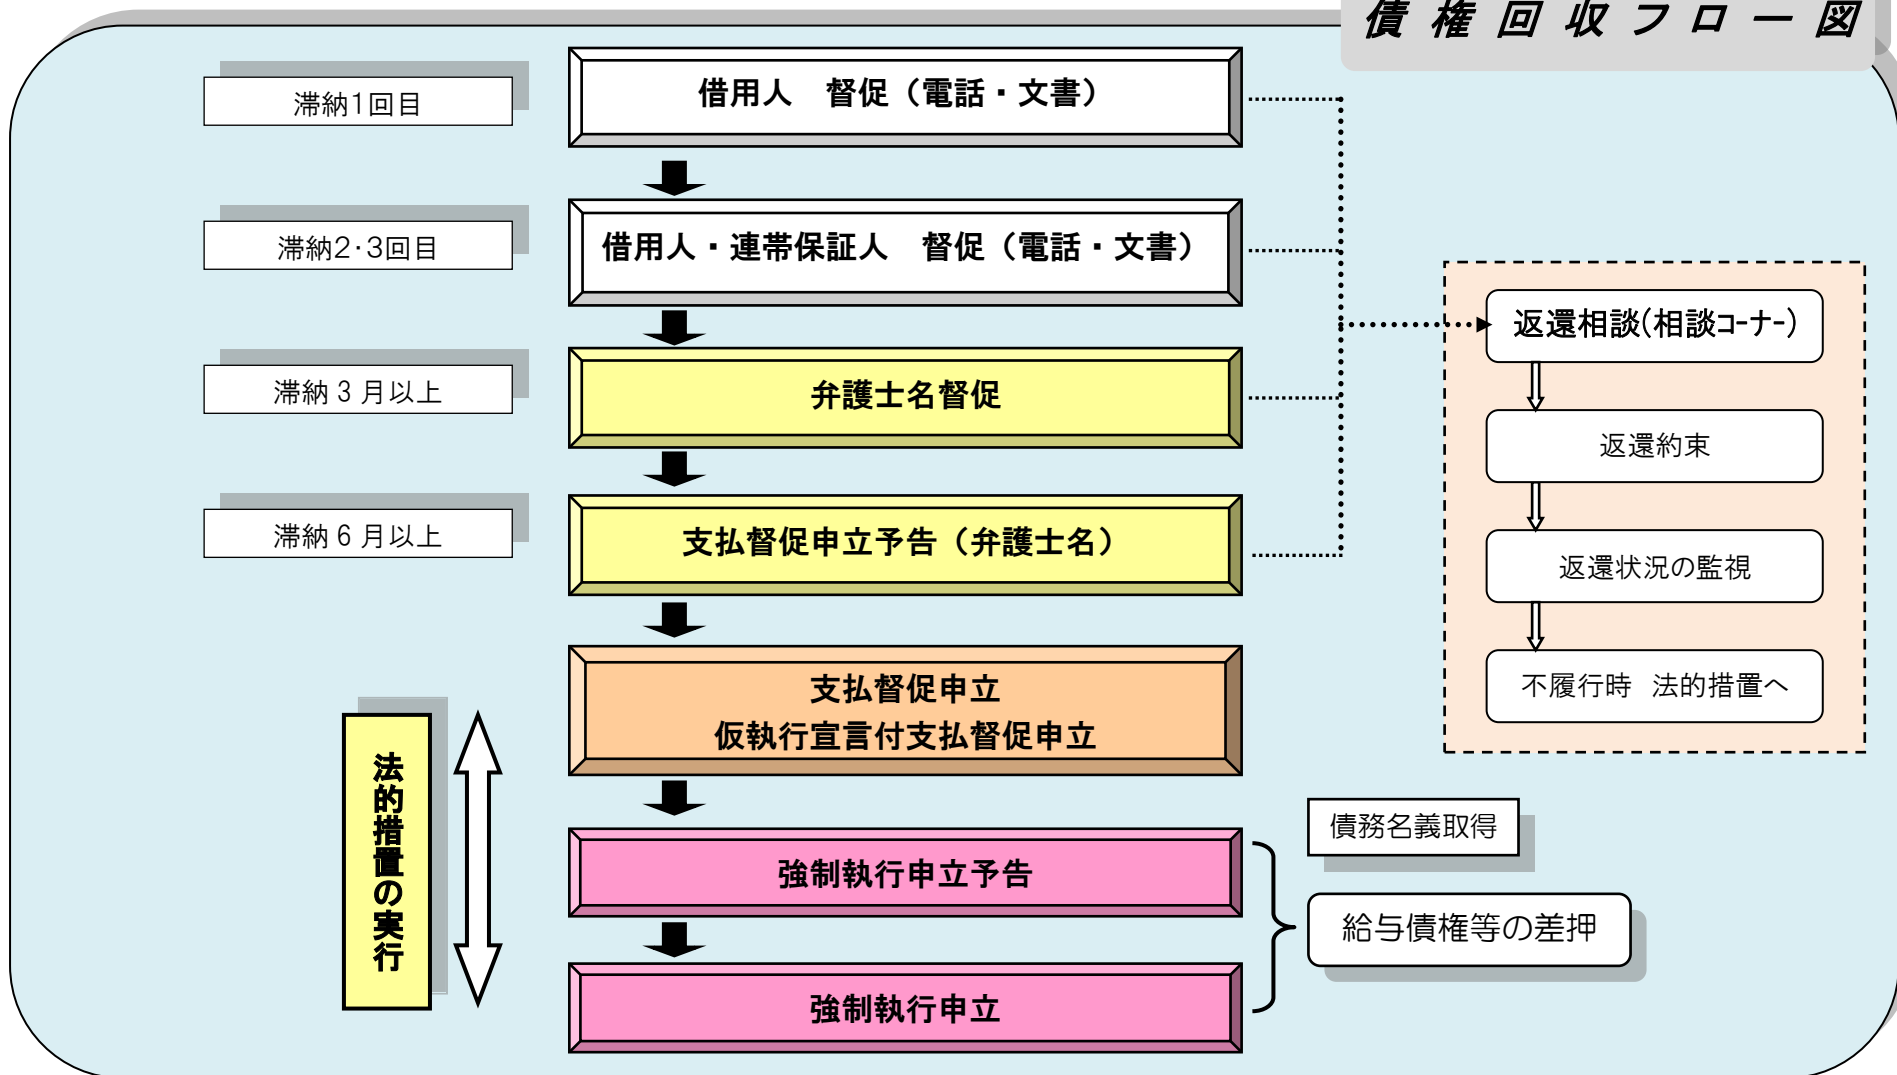 債権回収フロー図
滞納1回目
借用人　督促（電話・文書）
滞納2・3回目
借用人・連帯保証人　督促（電話・文書）
滞納３月以上
弁護士名督促
滞納６月以上
支払督促申立予告（弁護士名）
支払督促申立
仮執行宣言付支払督促申立
法的措置の実行
強制執行申立予告
強制執行申立
債務名義取得
給与債権等の差押
返還相談(相談ｺｰﾅｰ)
返還約束
返還状況の監視
不履行時　法的措置へ